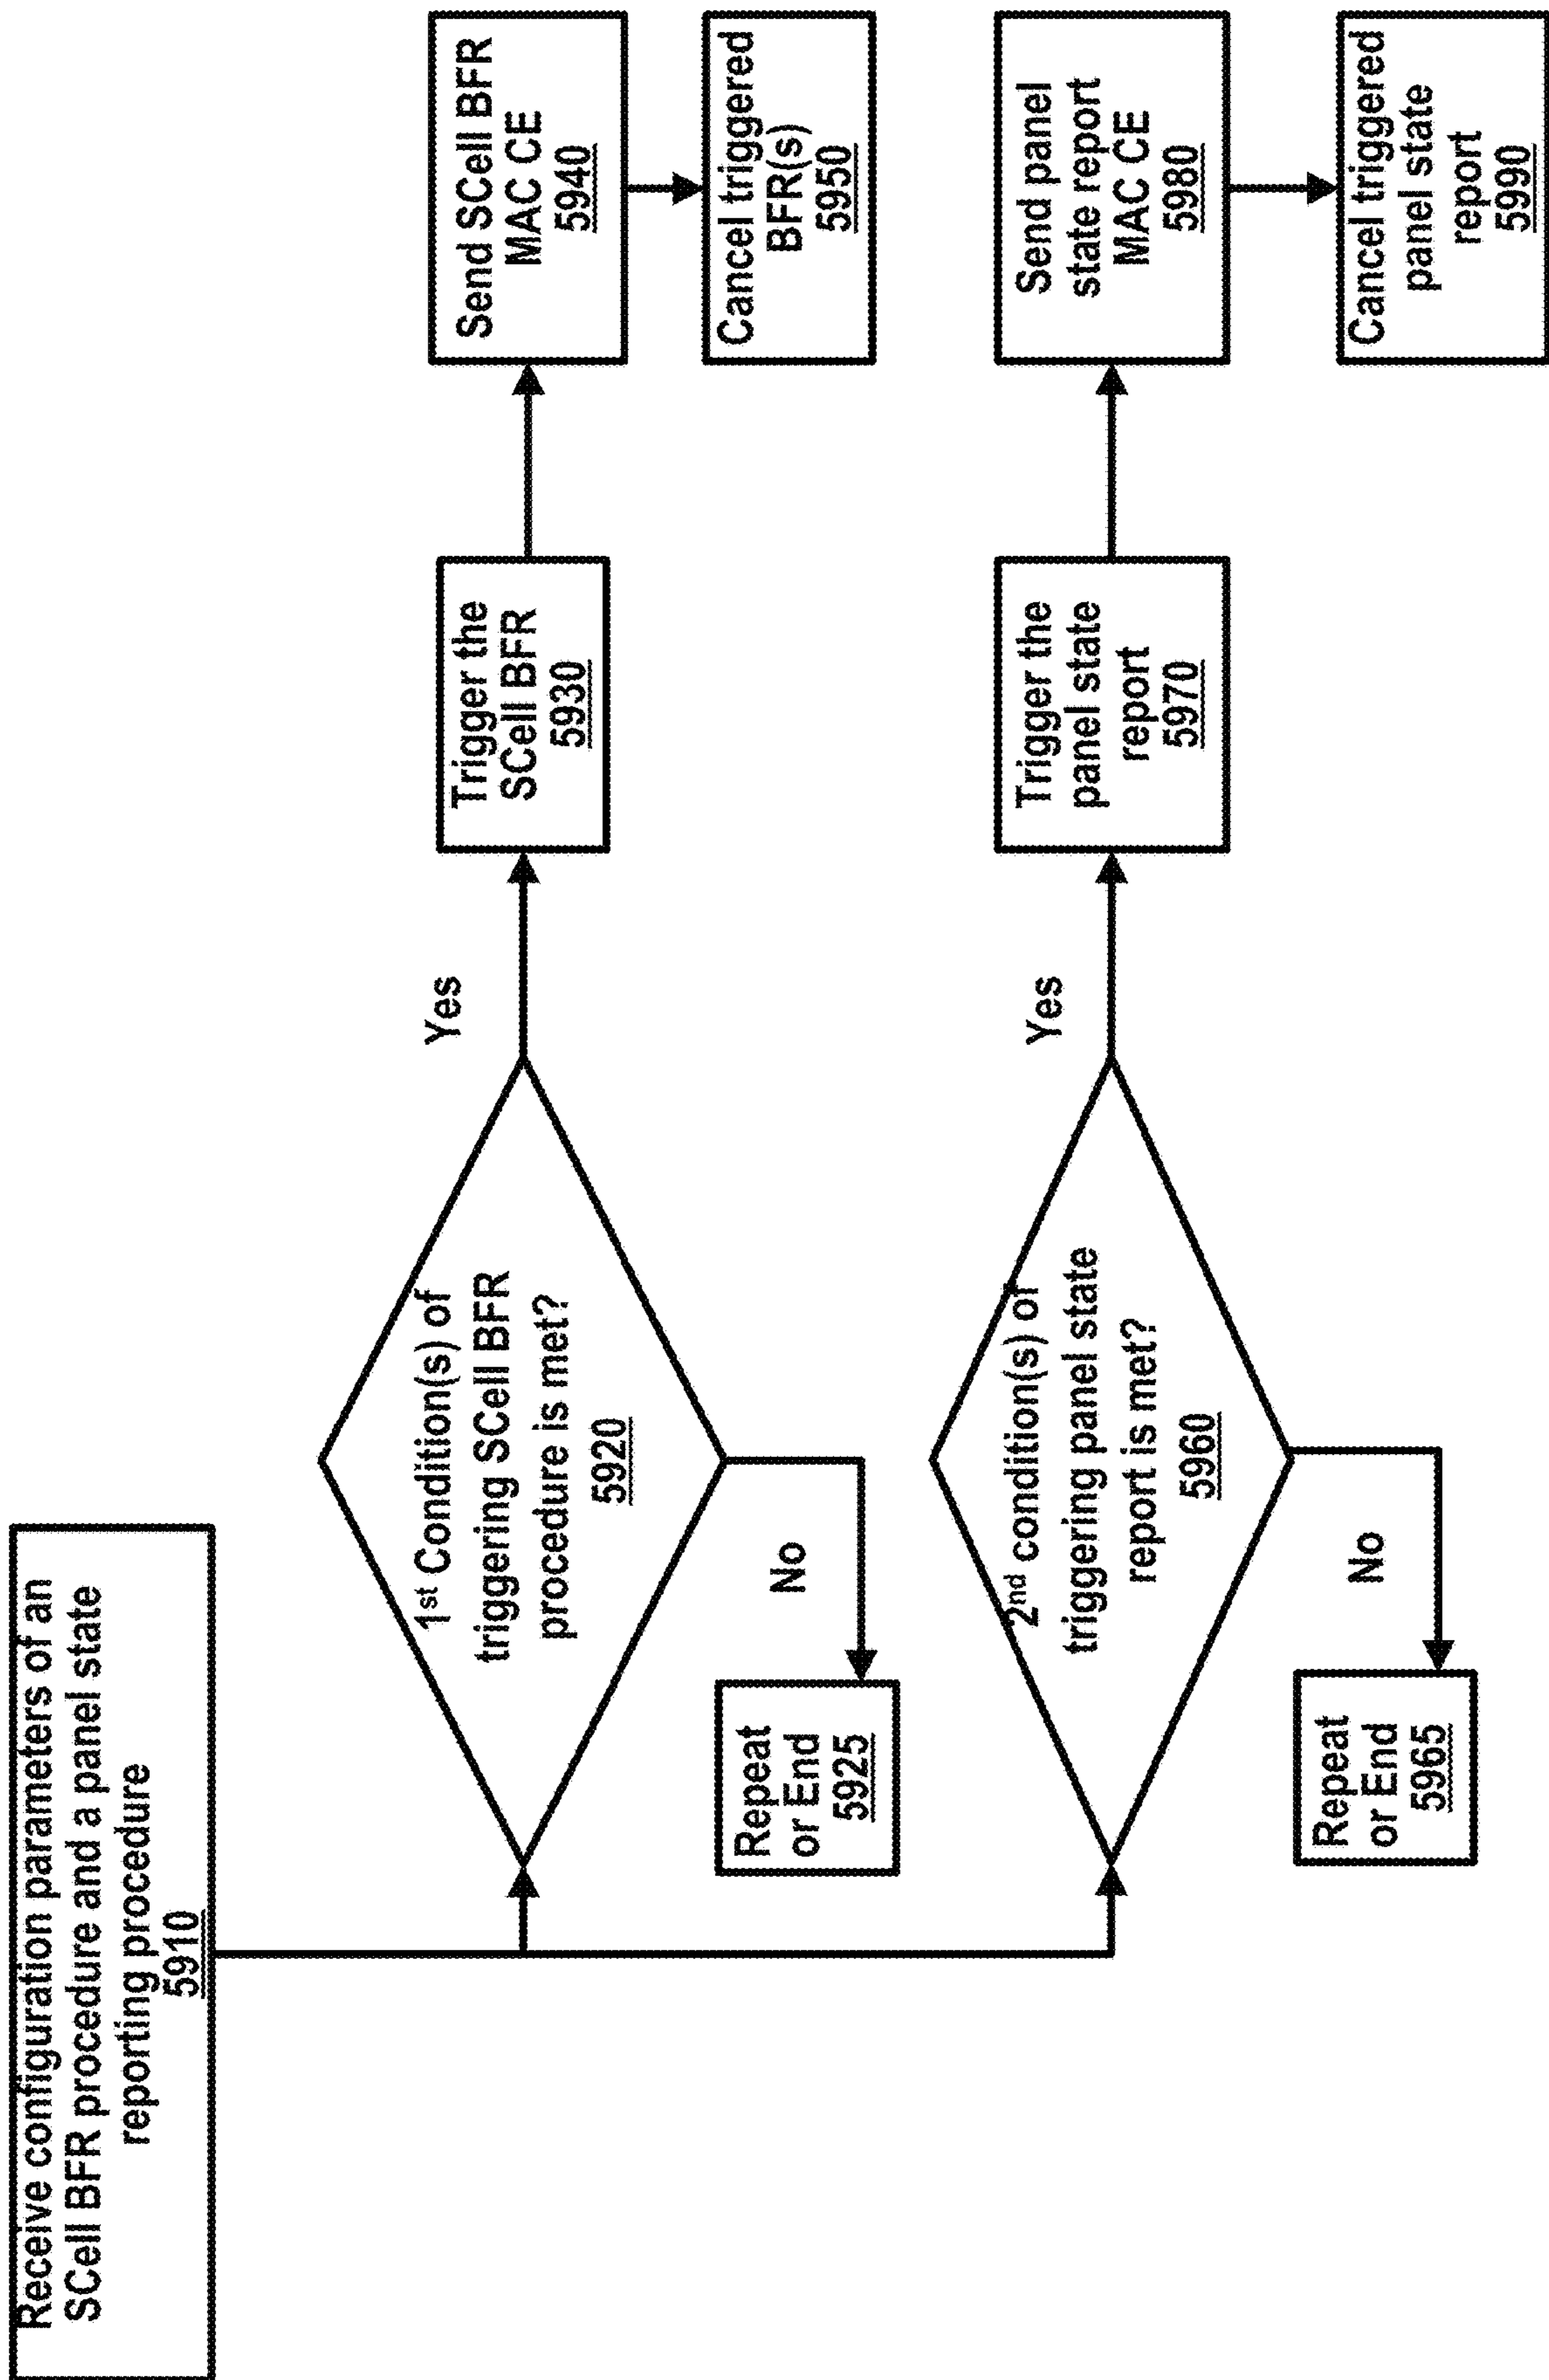 Receive configuration parameters of an
SCell BFR procedure and a panel state
reporting procedure
5910
1st Condition(s) of
triggering SCell BFR
procedure is met?
5920
Yes
Trigger the
SCell BFR
5930
Send SCell BFR
MAC CE
5940
Cancel triggered
BFR(s)
5950
No
Repeat
or End
5925
2nd condition(s) of
triggering panel state
report is met?
5960
Yes
Trigger the
panel state
report
5970
Send panel
state report
MAC CE
5980
Cancel triggered
panel state
report
5990
No
Repeat
or End
5965